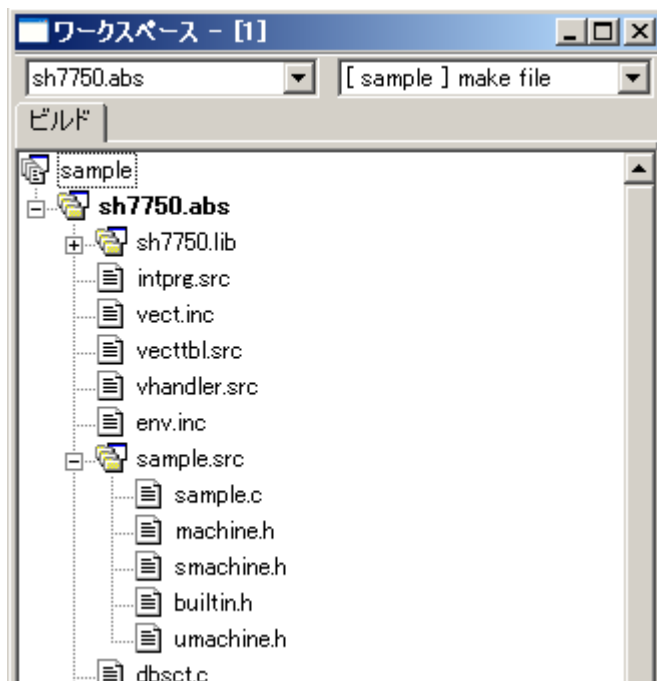 ワークスペース - [1]
sh7750.abs [ sample ] make file
ビルド
sample
sh7750.abs
sh7750.lib
intprg.src
vect.inc
vecttbl.src
vhandler.src
env.inc
sample.src
sample.c
machine.h
smachine.h
builtin.h
umachine.h
dbsct.c